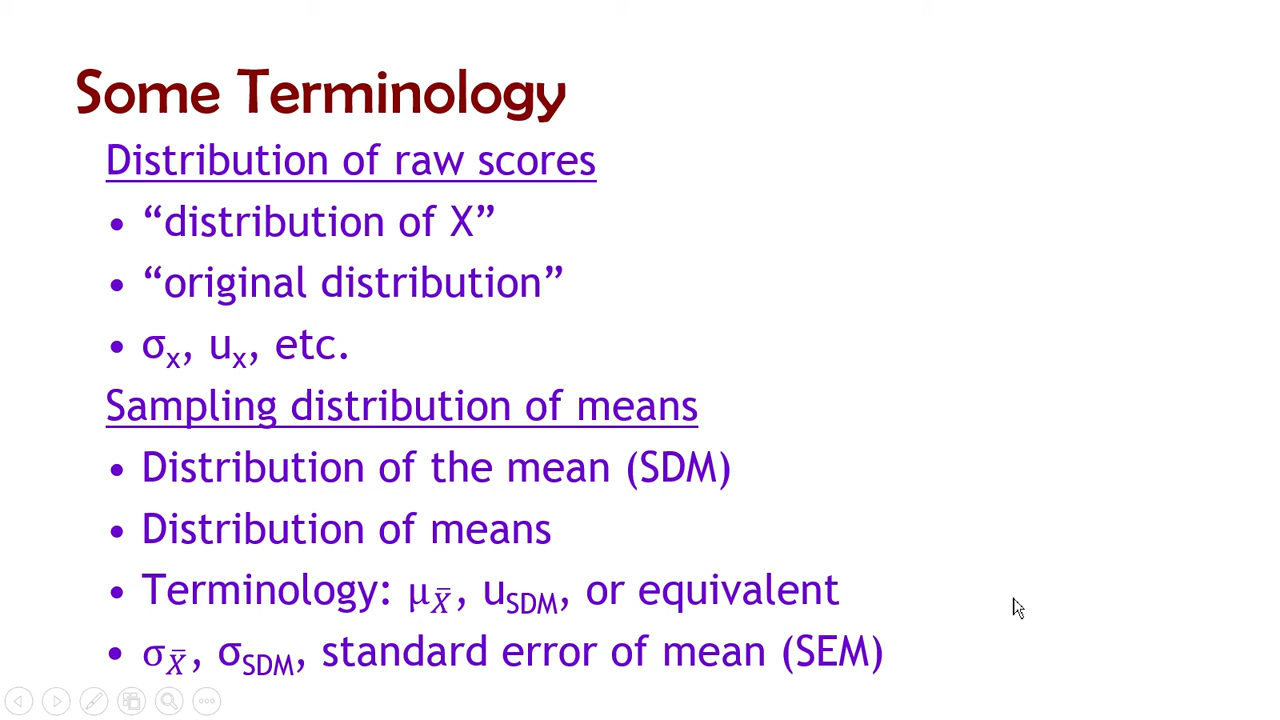 Some Terminology
Distribution of raw scores
• “distribution of X”
• “original distribution”
• σx, ux, etc.
Sampling distribution of means
• Distribution of the mean (SDM)
• Distribution of means
• Terminology: μX̄, uSDM, or equivalent
• σX̄, σSDM, standard error of mean (SEM)